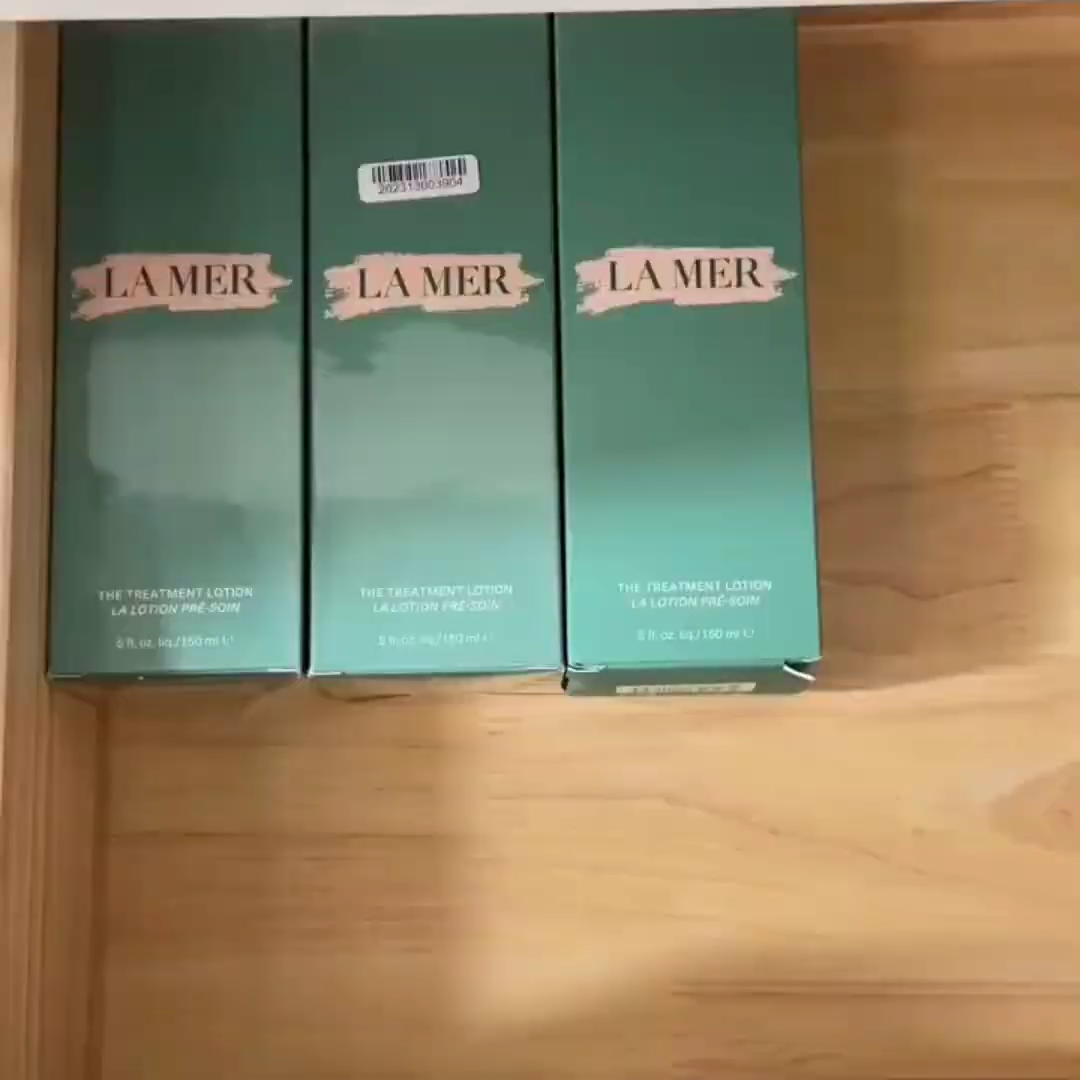 LA MER
THE TREATMENT LOTION
LA LOTION PRÉ-SOIN
5 fl. oz. liq./150 ml ℮
202313003904
LA MER
THE TREATMENT LOTION
LA LOTION PRÉ-SOIN
5 fl. oz. liq./150 ml ℮
LA MER
THE TREATMENT LOTION
LA LOTION PRÉ-SOIN
5 fl. oz. liq./150 ml ℮